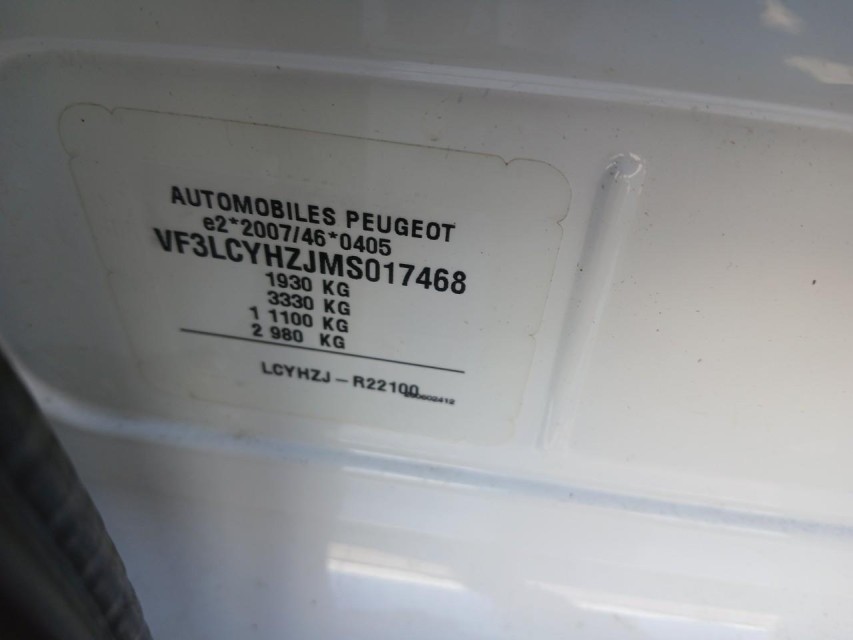 AUTOMOBILES PEUGEOT
e2*2007/46*0405
VF3LCYHZJMS017468
1930 KG
3330 KG
1 1100 KG
2 980 KG
LCYHZJ - R22100